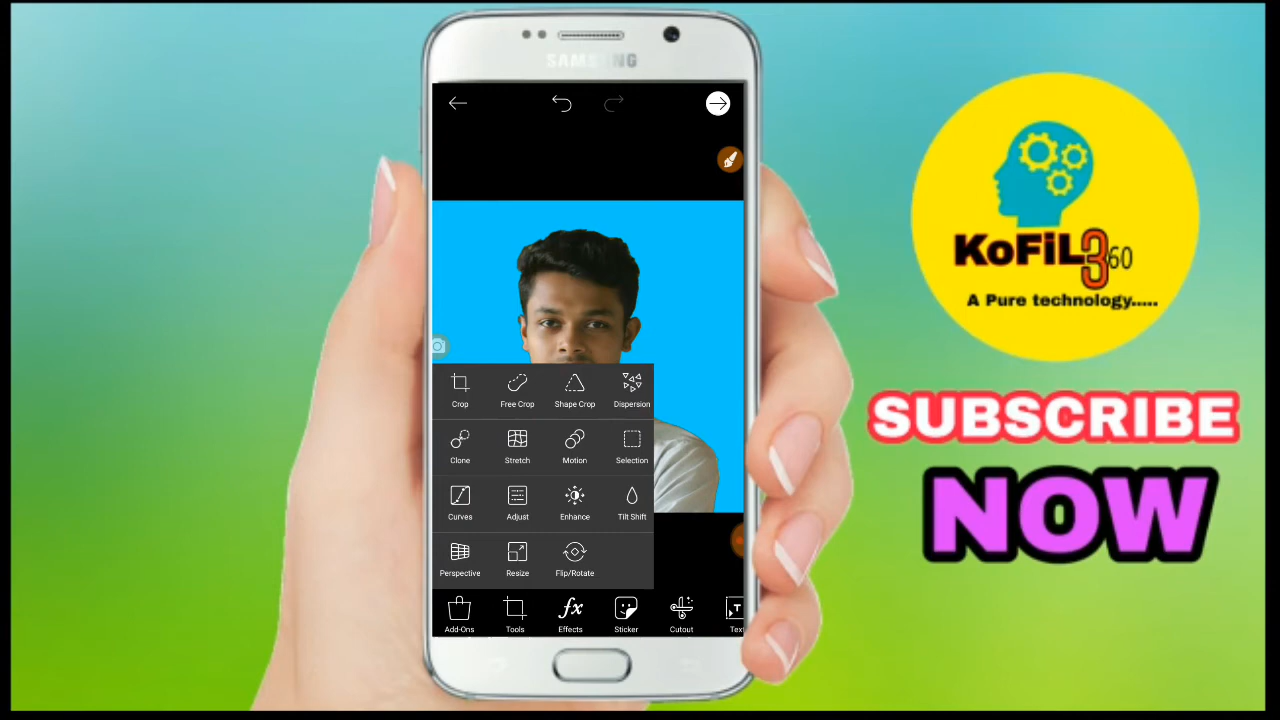 SAMSUNG
Crop
Free Crop
Shape Crop
Dispersion
Clone
Stretch
Motion
Selection
Curves
Adjust
Enhance
Tilt Shift
Perspective
Resize
Flip/Rotate
Add-Ons
Tools
Effects
Sticker
Cutout
Text
KoFiL360
A Pure technology.....
SUBSCRIBE
NOW